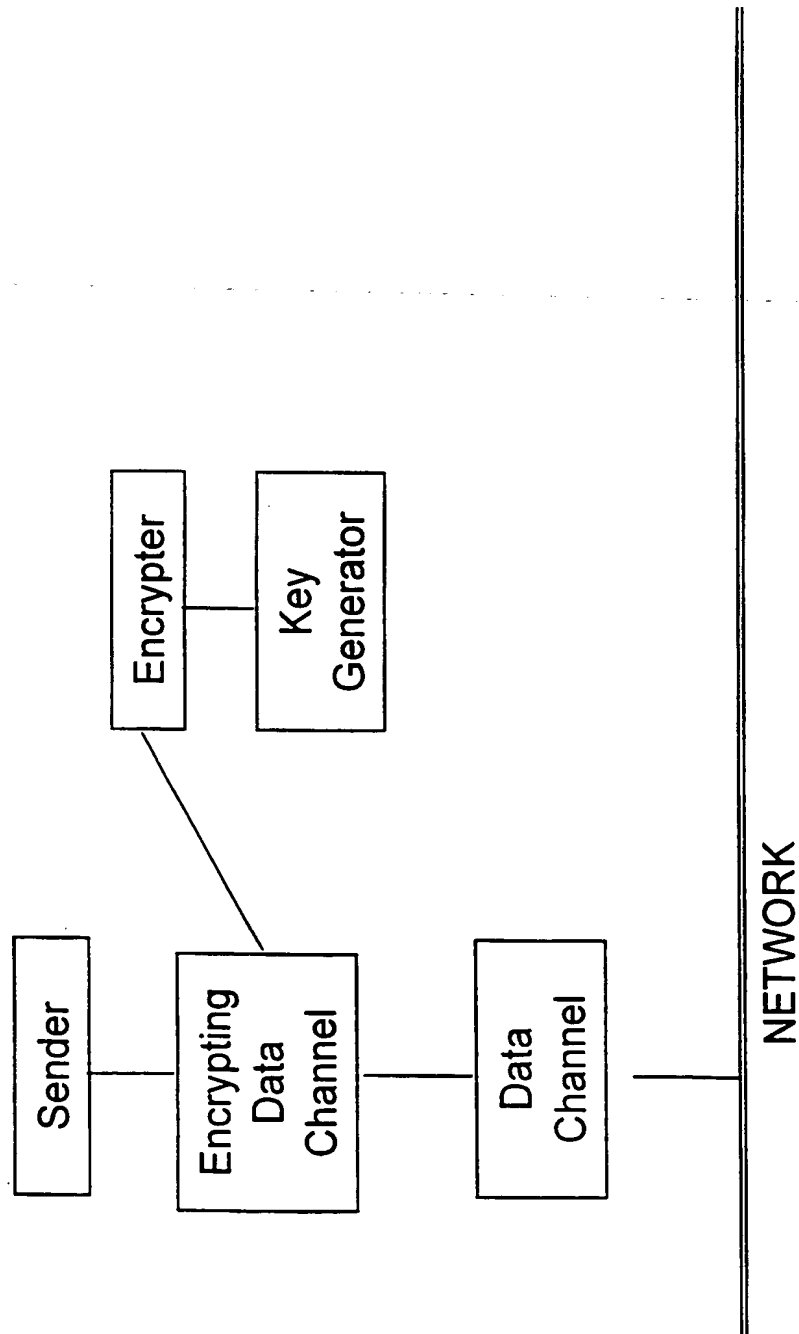 Sender
Encrypting
Data
Channel
Data
Channel
Encrypter
Key
Generator
NETWORK